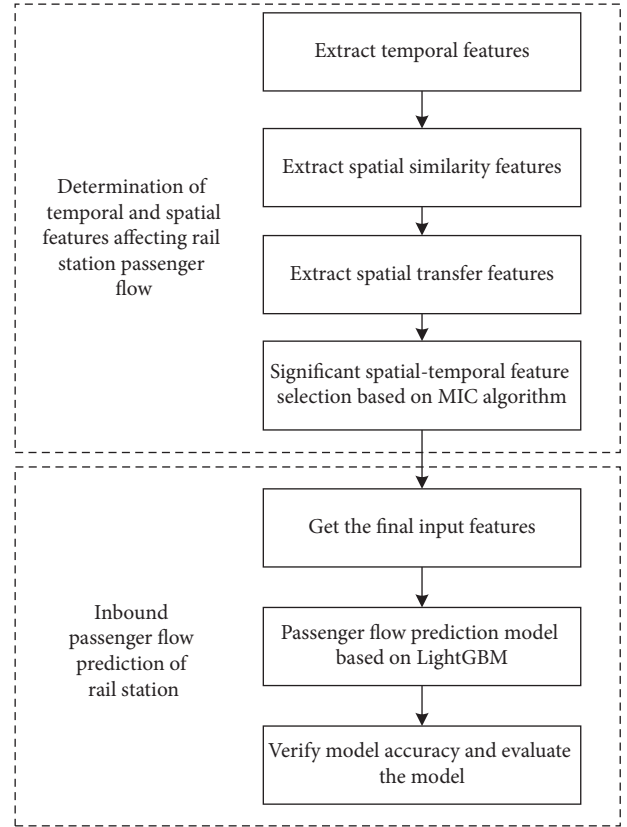 Extract temporal features
Extract spatial similarity features
Determination of
temporal and spatial
features affecting rail
station passenger
flow
Extract spatial transfer features
Significant spatial-temporal feature
selection based on MIC algorithm
Get the final input features
Inbound
passenger flow
prediction of
rail station
Passenger flow prediction model
based on LightGBM
Verify model accuracy and evaluate
the model